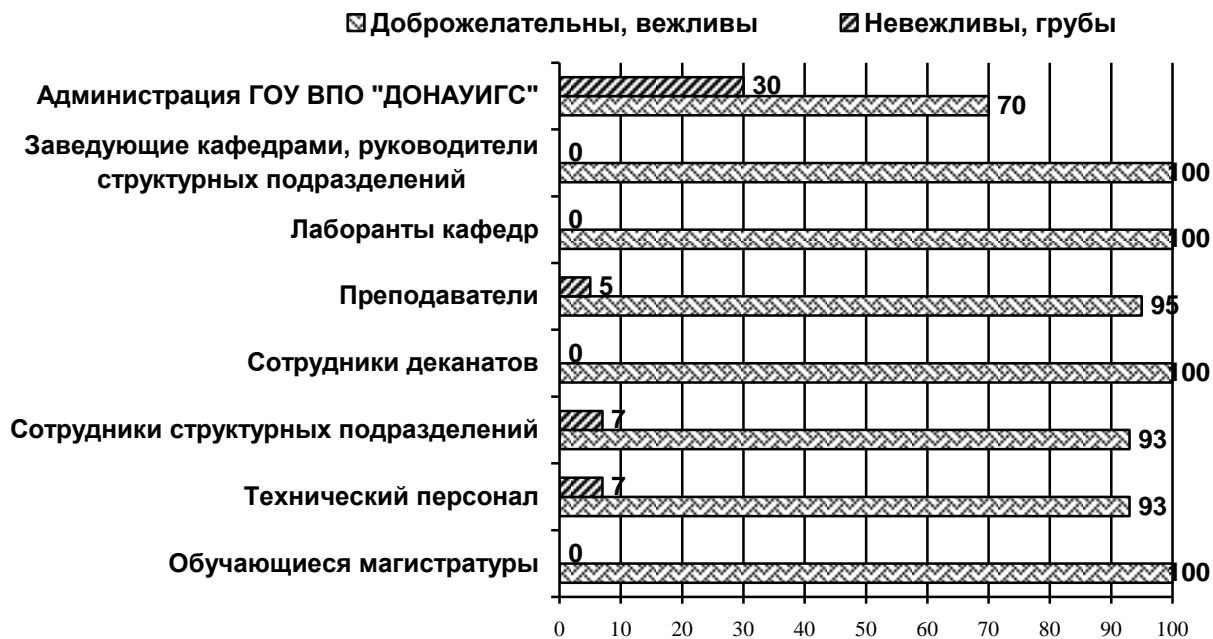 Доброжелательны, вежливы Невежливы, грубы
Администрация ГОУ ВПО "ДОНАУИГС"
30
70
Заведующие кафедрами, руководители
структурных подразделений
0
100
Лаборанты кафедр
0
100
Преподаватели
5
95
Сотрудники деканатов
0
100
Сотрудники структурных подразделений
7
93
Технический персонал
7
93
Обучающиеся магистратуры
0
100
0 10 20 30 40 50 60 70 80 90 100